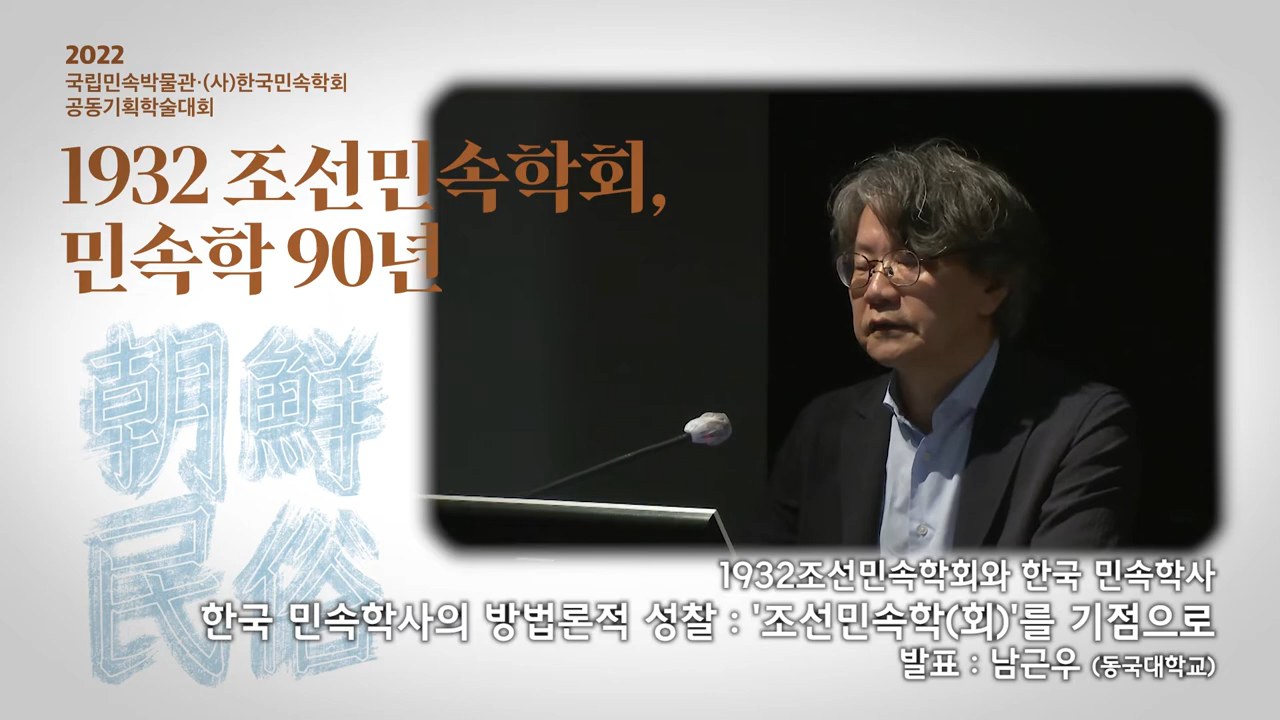 2022
국립민속박물관·(사)한국민속학회
공동기획학술대회
1932 조선민속학회,
민속학 90년
朝鮮
民俗
1932조선민속학회와 한국 민속학사
한국 민속학사의 방법론적 성찰 : '조선민속학(회)'를 기점으로
발표 : 남근우 (동국대학교)